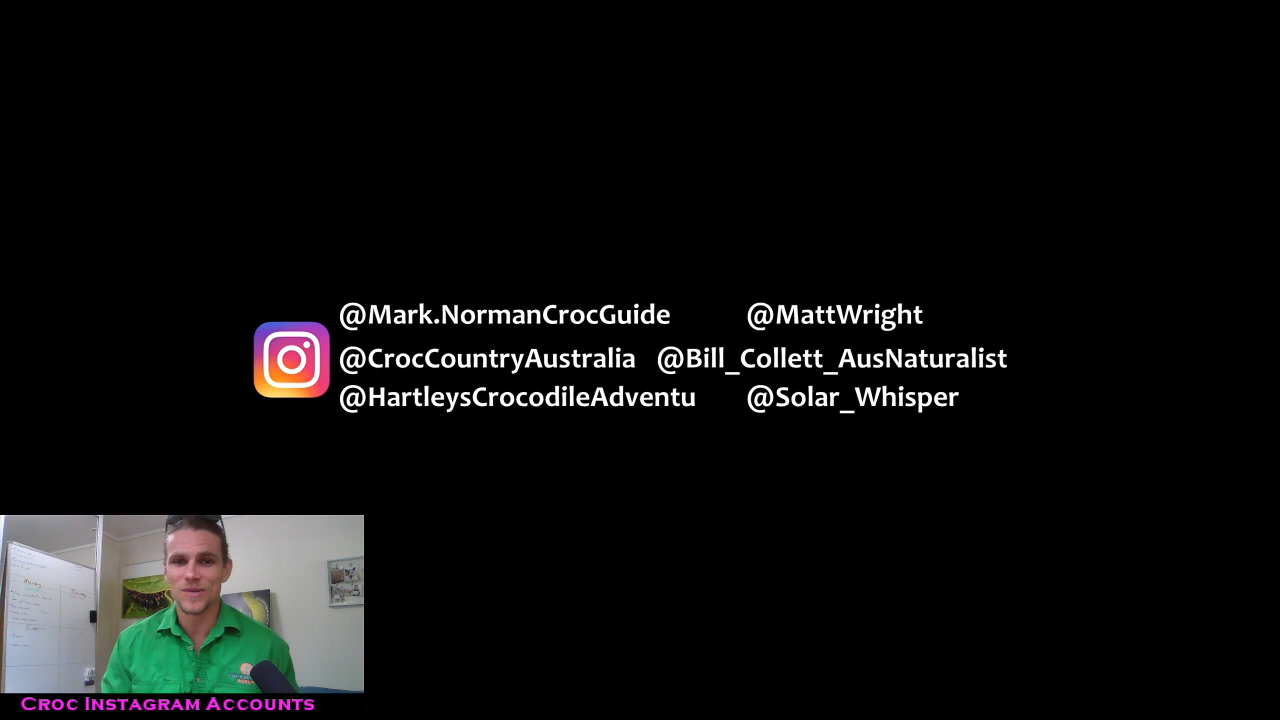 @Mark.NormanCrocGuide @MattWright
@CrocCountryAustralia @Bill_Collett_AusNaturalist
@HartleysCrocodileAdventu @Solar_Whisper
Croc Instagram Accounts